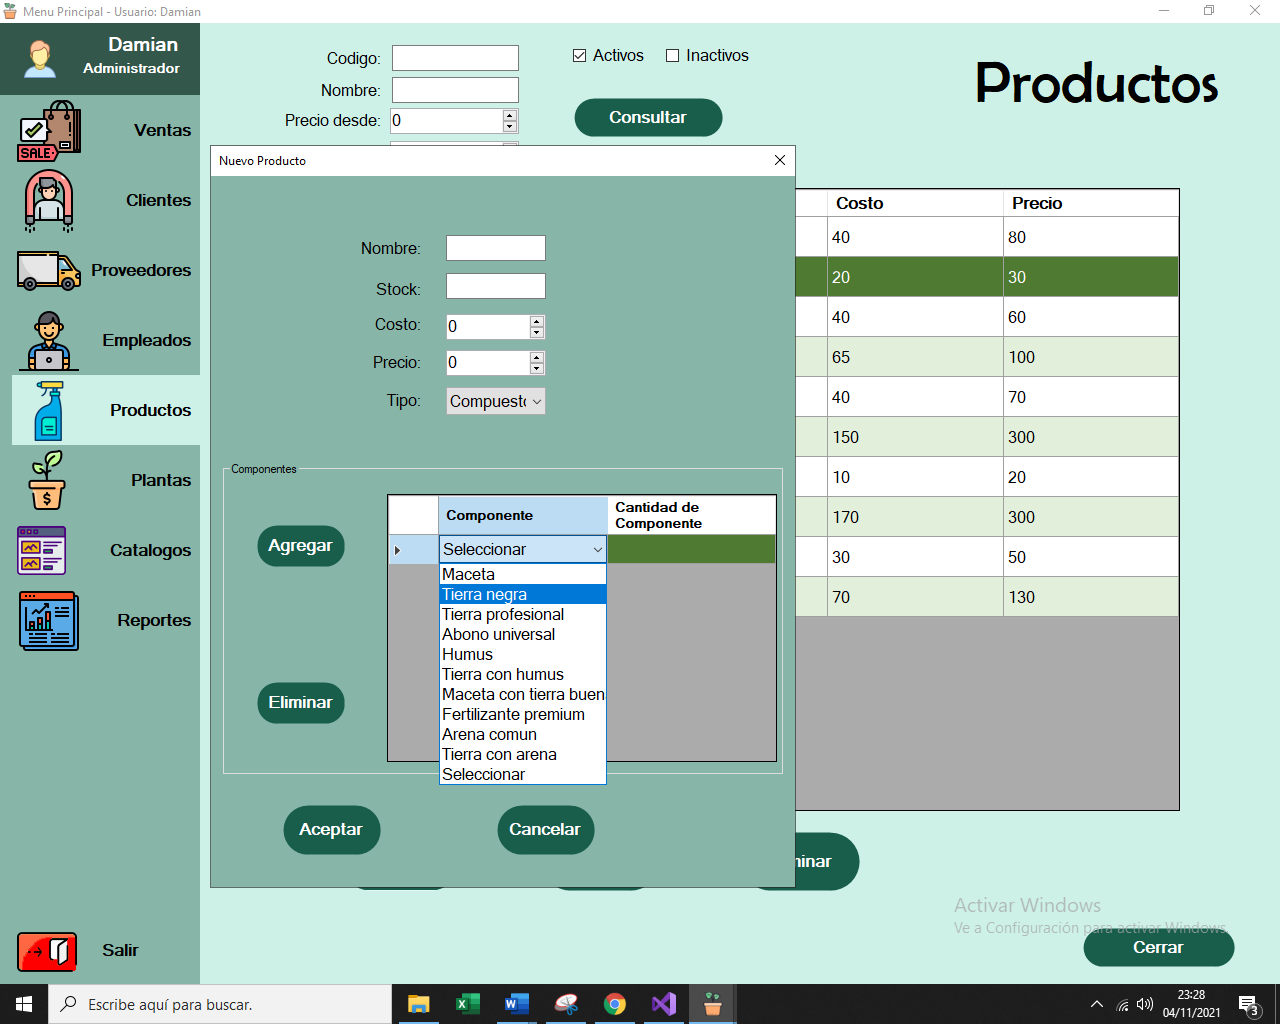 Menu Principal - Usuario: Damian
Damian
Administrador
Ventas
SALE
Clientes
Proveedores
Empleados
Productos
Plantas
Catalogos
Reportes
Salir
Codigo:
Nombre:
Precio desde: 0
Activos Inactivos
Consultar
Productos
Costo Precio
40 80
20 30
40 60
65 100
40 70
150 300
10 20
170 300
30 50
70 130
Nuevo Producto
Nombre:
Stock:
Costo: 0
Precio: 0
Tipo: Compuesto
Componentes
Agregar
Eliminar
Componente
Cantidad de
Componente
Seleccionar
Maceta
Tierra negra
Tierra profesional
Abono universal
Humus
Tierra con humus
Maceta con tierra buen
Fertilizante premium
Arena comun
Tierra con arena
Seleccionar
Aceptar Cancelar
minar
Activar Windows
Ve a Configuración para activar Windows.
Cerrar
Escribe aquí para buscar.
23:28
04/11/2021
3